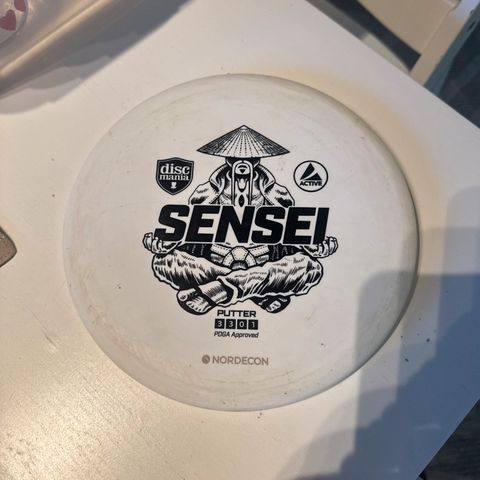 disc
mania
ACTIVE
SENSEI
PUTTER
3 3 0 1
PDGA Approved
NORDECON